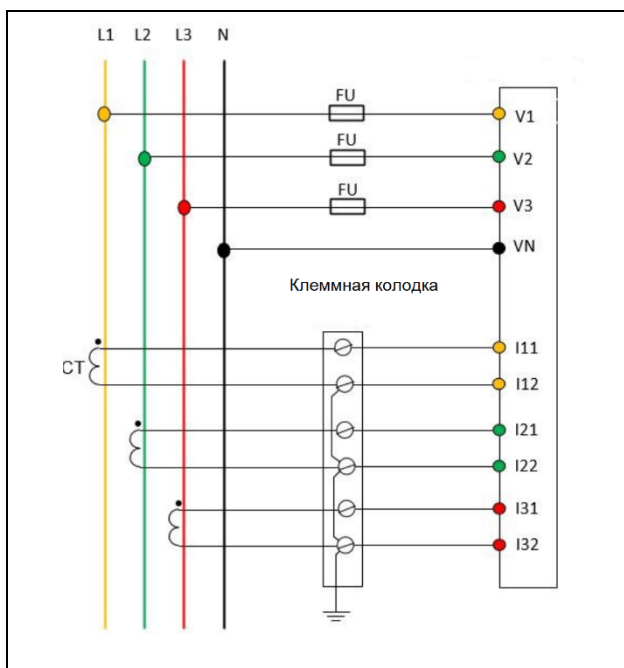 L1 L2 L3 N
FU
V1
FU
V2
FU
V3
VN
Клеммная колодка
I11
CT
I12
I21
I22
I31
I32